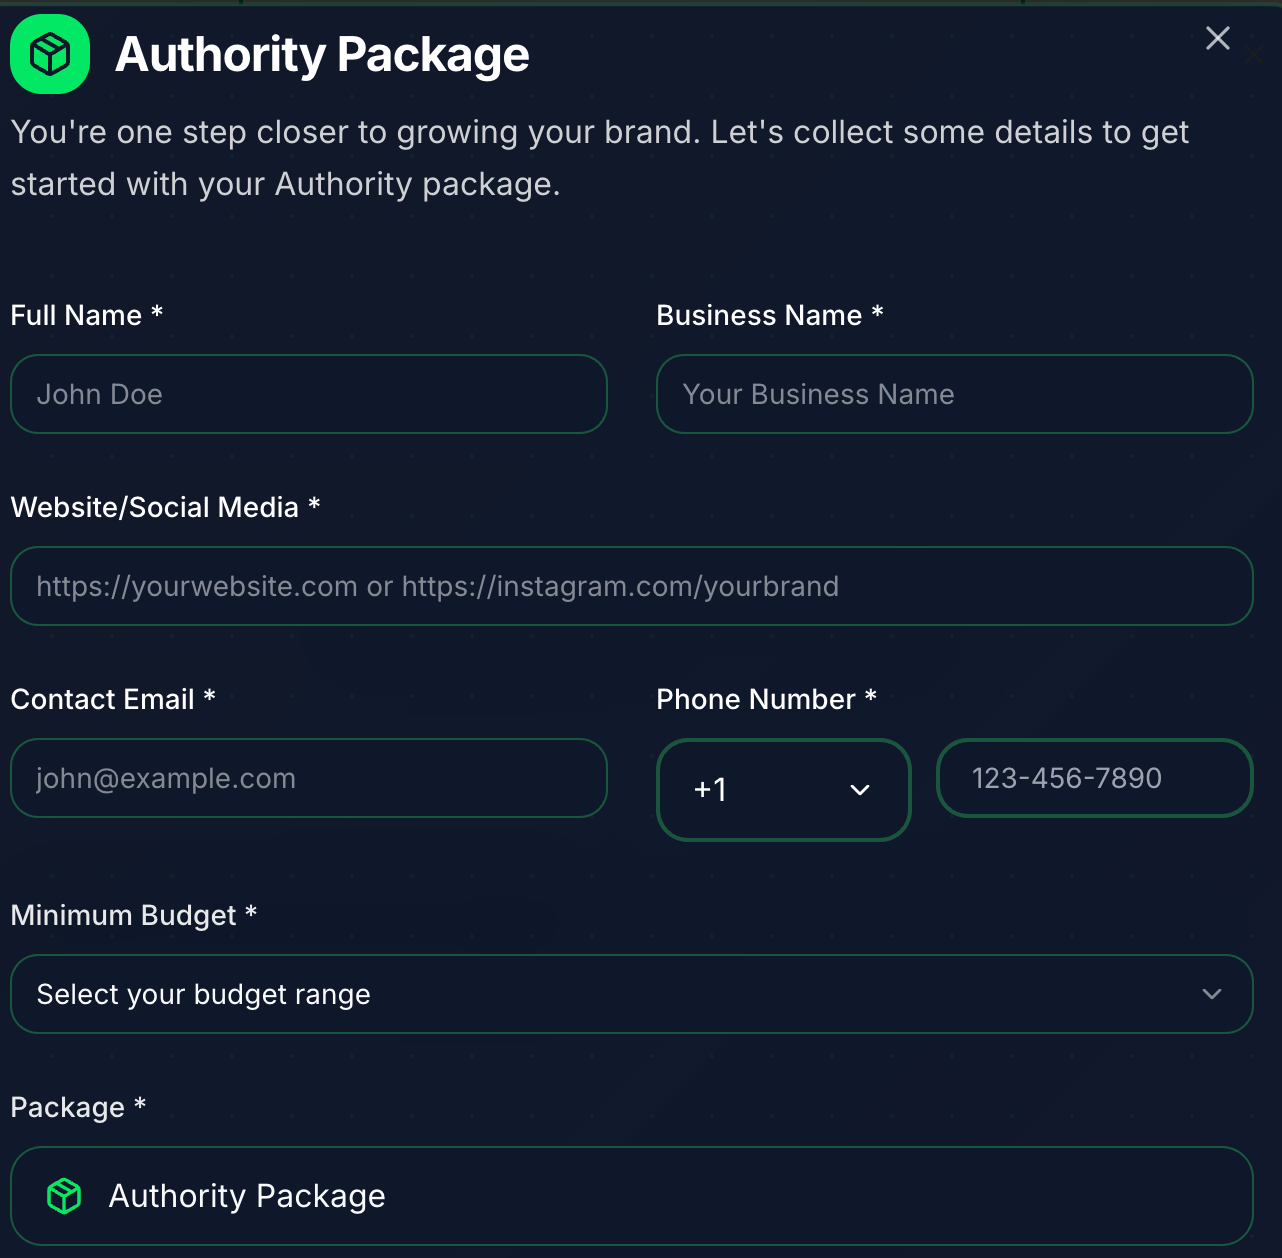 Authority Package
You're one step closer to growing your brand. Let's collect some details to get
started with your Authority package.
Full Name *
Business Name *
John Doe
Your Business Name
Website/Social Media *
https://yourwebsite.com or https://instagram.com/yourbrand
Contact Email *
Phone Number *
john@example.com
+1
123-456-7890
Minimum Budget *
Select your budget range
Package *
Authority Package